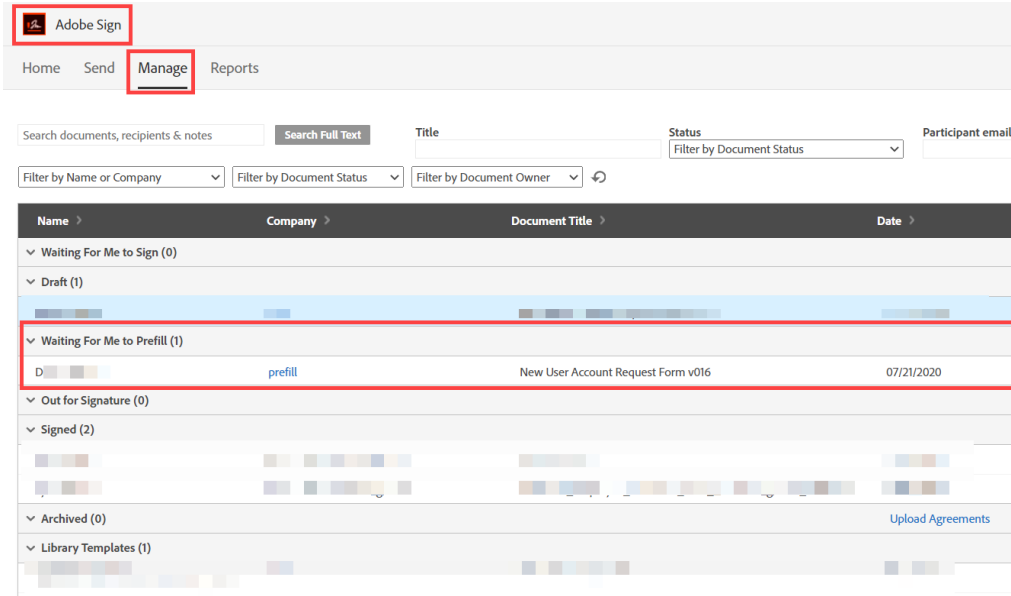 Adobe Sign
Home Send Manage Reports
Title Status Participant email
Search documents, recipients & notes Search Full Text Filter by Document Status
Filter by Name or Company Filter by Document Status Filter by Document Owner
Name Company Document Title Date
Waiting For Me to Sign (0)
Draft (1)
Waiting For Me to Prefill (1)
D prefill New User Account Request Form v016 07/21/2020
Out for Signature (0)
Signed (2)
Archived (0) Upload Agreements
Library Templates (1)